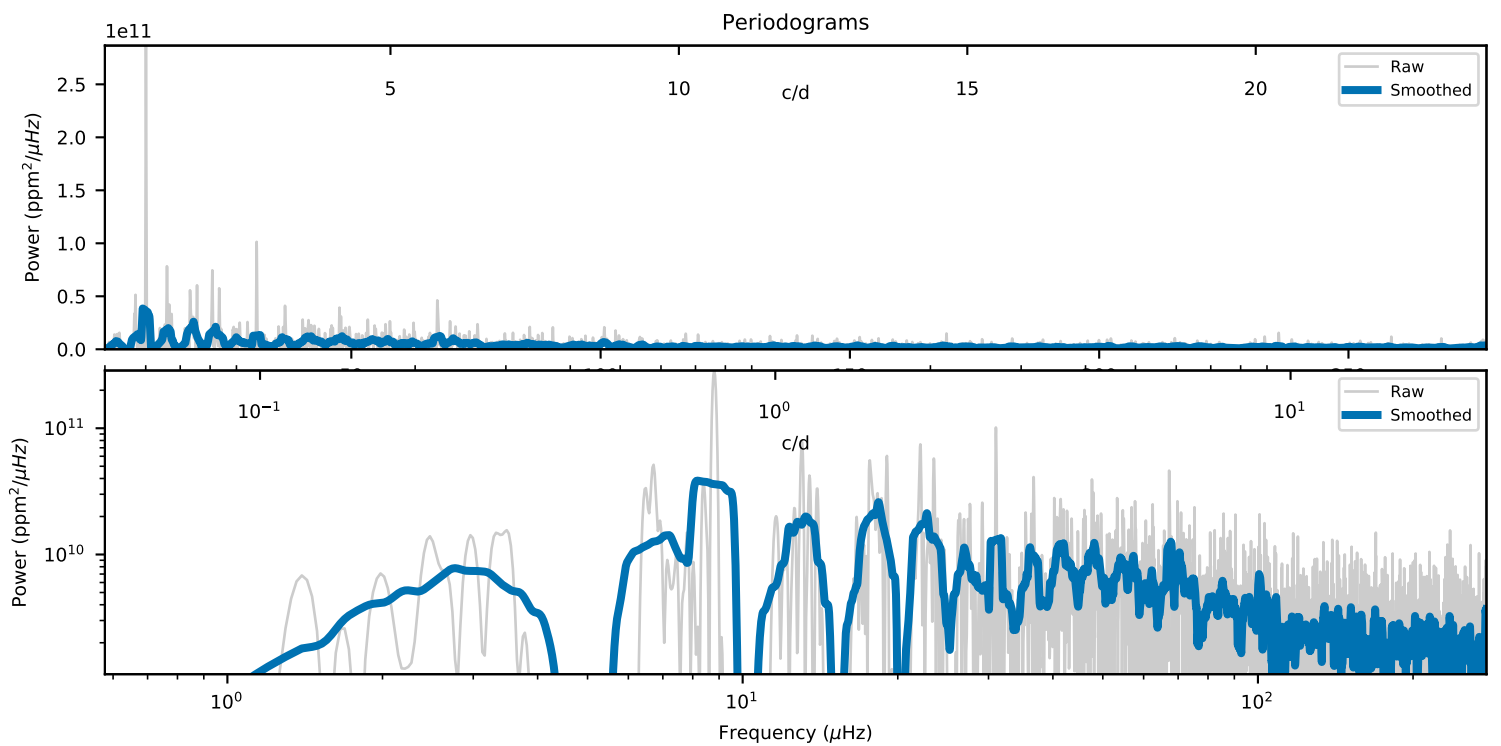 Periodograms
1e11
5 10 15 20
c/d
Raw
Smoothed
2.5
2.0
1.5
1.0
0.5
0.0
Power (ppm²/μHz)
10⁻¹ 10⁰ 10¹
c/d
Raw
Smoothed
10¹¹
10¹⁰
Power (ppm²/μHz)
10⁰ 10¹ 10²
Frequency (μHz)